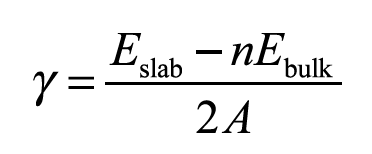 γ = (E_slab − nE_bulk) / 2A